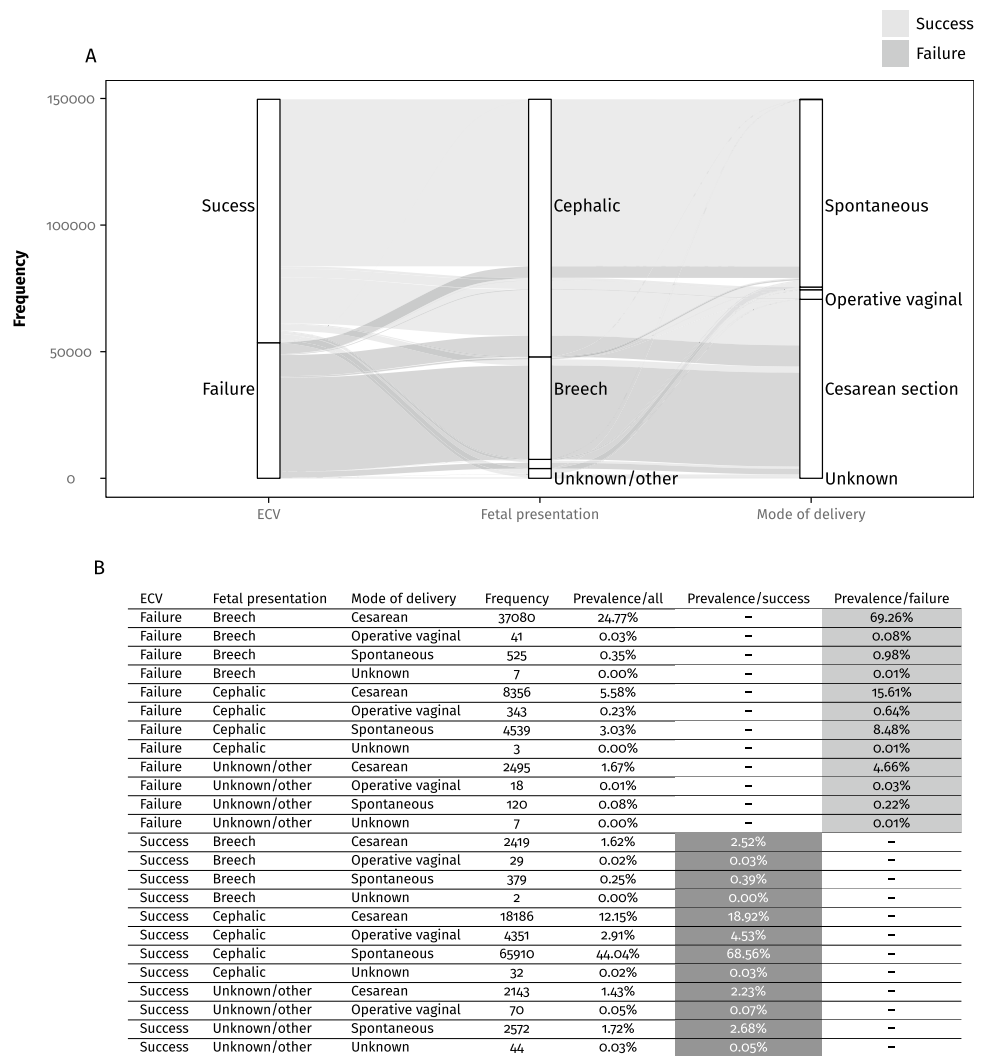 Success
Failure
A
150000
100000
50000
0
Frequency
Sucess
Failure
Cephalic
Breech
Unknown/other
Spontaneous
Operative vaginal
Cesarean section
Unknown
ECV Fetal presentation Mode of delivery
B
ECV Fetal presentation Mode of delivery Frequency Prevalence/all Prevalence/success Prevalence/failure
Failure Breech Cesarean 37080 24.77% – 69.26%
Failure Breech Operative vaginal 41 0.03% – 0.08%
Failure Breech Spontaneous 525 0.35% – 0.98%
Failure Breech Unknown 7 0.00% – 0.01%
Failure Cephalic Cesarean 8356 5.58% – 15.61%
Failure Cephalic Operative vaginal 343 0.23% – 0.64%
Failure Cephalic Spontaneous 4539 3.03% – 8.48%
Failure Cephalic Unknown 3 0.00% – 0.01%
Failure Unknown/other Cesarean 2495 1.67% – 4.66%
Failure Unknown/other Operative vaginal 18 0.01% – 0.03%
Failure Unknown/other Spontaneous 120 0.08% – 0.22%
Failure Unknown/other Unknown 7 0.00% – 0.01%
Success Breech Cesarean 2419 1.62% 2.52% –
Success Breech Operative vaginal 29 0.02% 0.03% –
Success Breech Spontaneous 379 0.25% 0.39% –
Success Breech Unknown 2 0.00% 0.00% –
Success Cephalic Cesarean 18186 12.15% 18.92% –
Success Cephalic Operative vaginal 4351 2.91% 4.53% –
Success Cephalic Spontaneous 65910 44.04% 68.56% –
Success Cephalic Unknown 32 0.02% 0.03% –
Success Unknown/other Cesarean 2143 1.43% 2.23% –
Success Unknown/other Operative vaginal 70 0.05% 0.07% –
Success Unknown/other Spontaneous 2572 1.72% 2.68% –
Success Unknown/other Unknown 44 0.03% 0.05% –